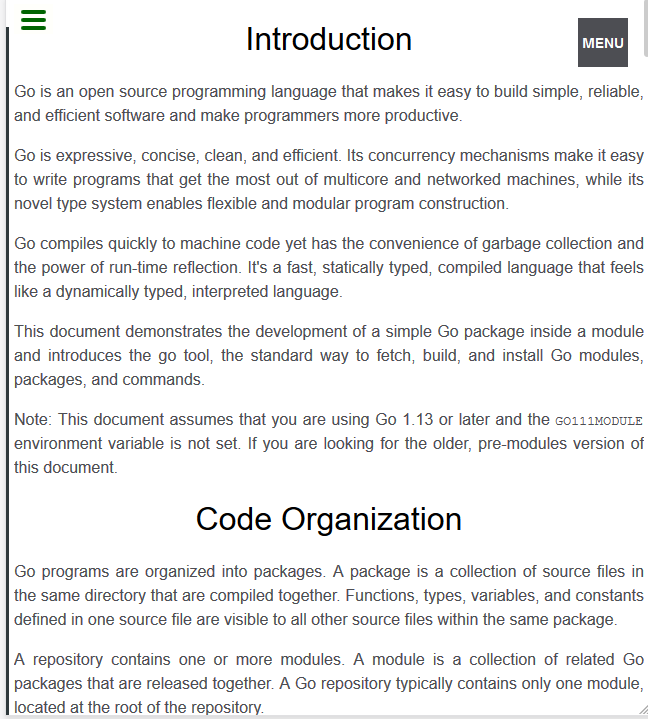 Introduction
MENU
Go is an open source programming language that makes it easy to build simple, reliable,
and efficient software and make programmers more productive.
Go is expressive, concise, clean, and efficient. Its concurrency mechanisms make it easy
to write programs that get the most out of multicore and networked machines, while its
novel type system enables flexible and modular program construction.
Go compiles quickly to machine code yet has the convenience of garbage collection and
the power of run-time reflection. It's a fast, statically typed, compiled language that feels
like a dynamically typed, interpreted language.
This document demonstrates the development of a simple Go package inside a module
and introduces the go tool, the standard way to fetch, build, and install Go modules,
packages, and commands.
Note: This document assumes that you are using Go 1.13 or later and the GO111MODULE
environment variable is not set. If you are looking for the older, pre-modules version of
this document.
Code Organization
Go programs are organized into packages. A package is a collection of source files in
the same directory that are compiled together. Functions, types, variables, and constants
defined in one source file are visible to all other source files within the same package.
A repository contains one or more modules. A module is a collection of related Go
packages that are released together. A Go repository typically contains only one module,
located at the root of the repository.